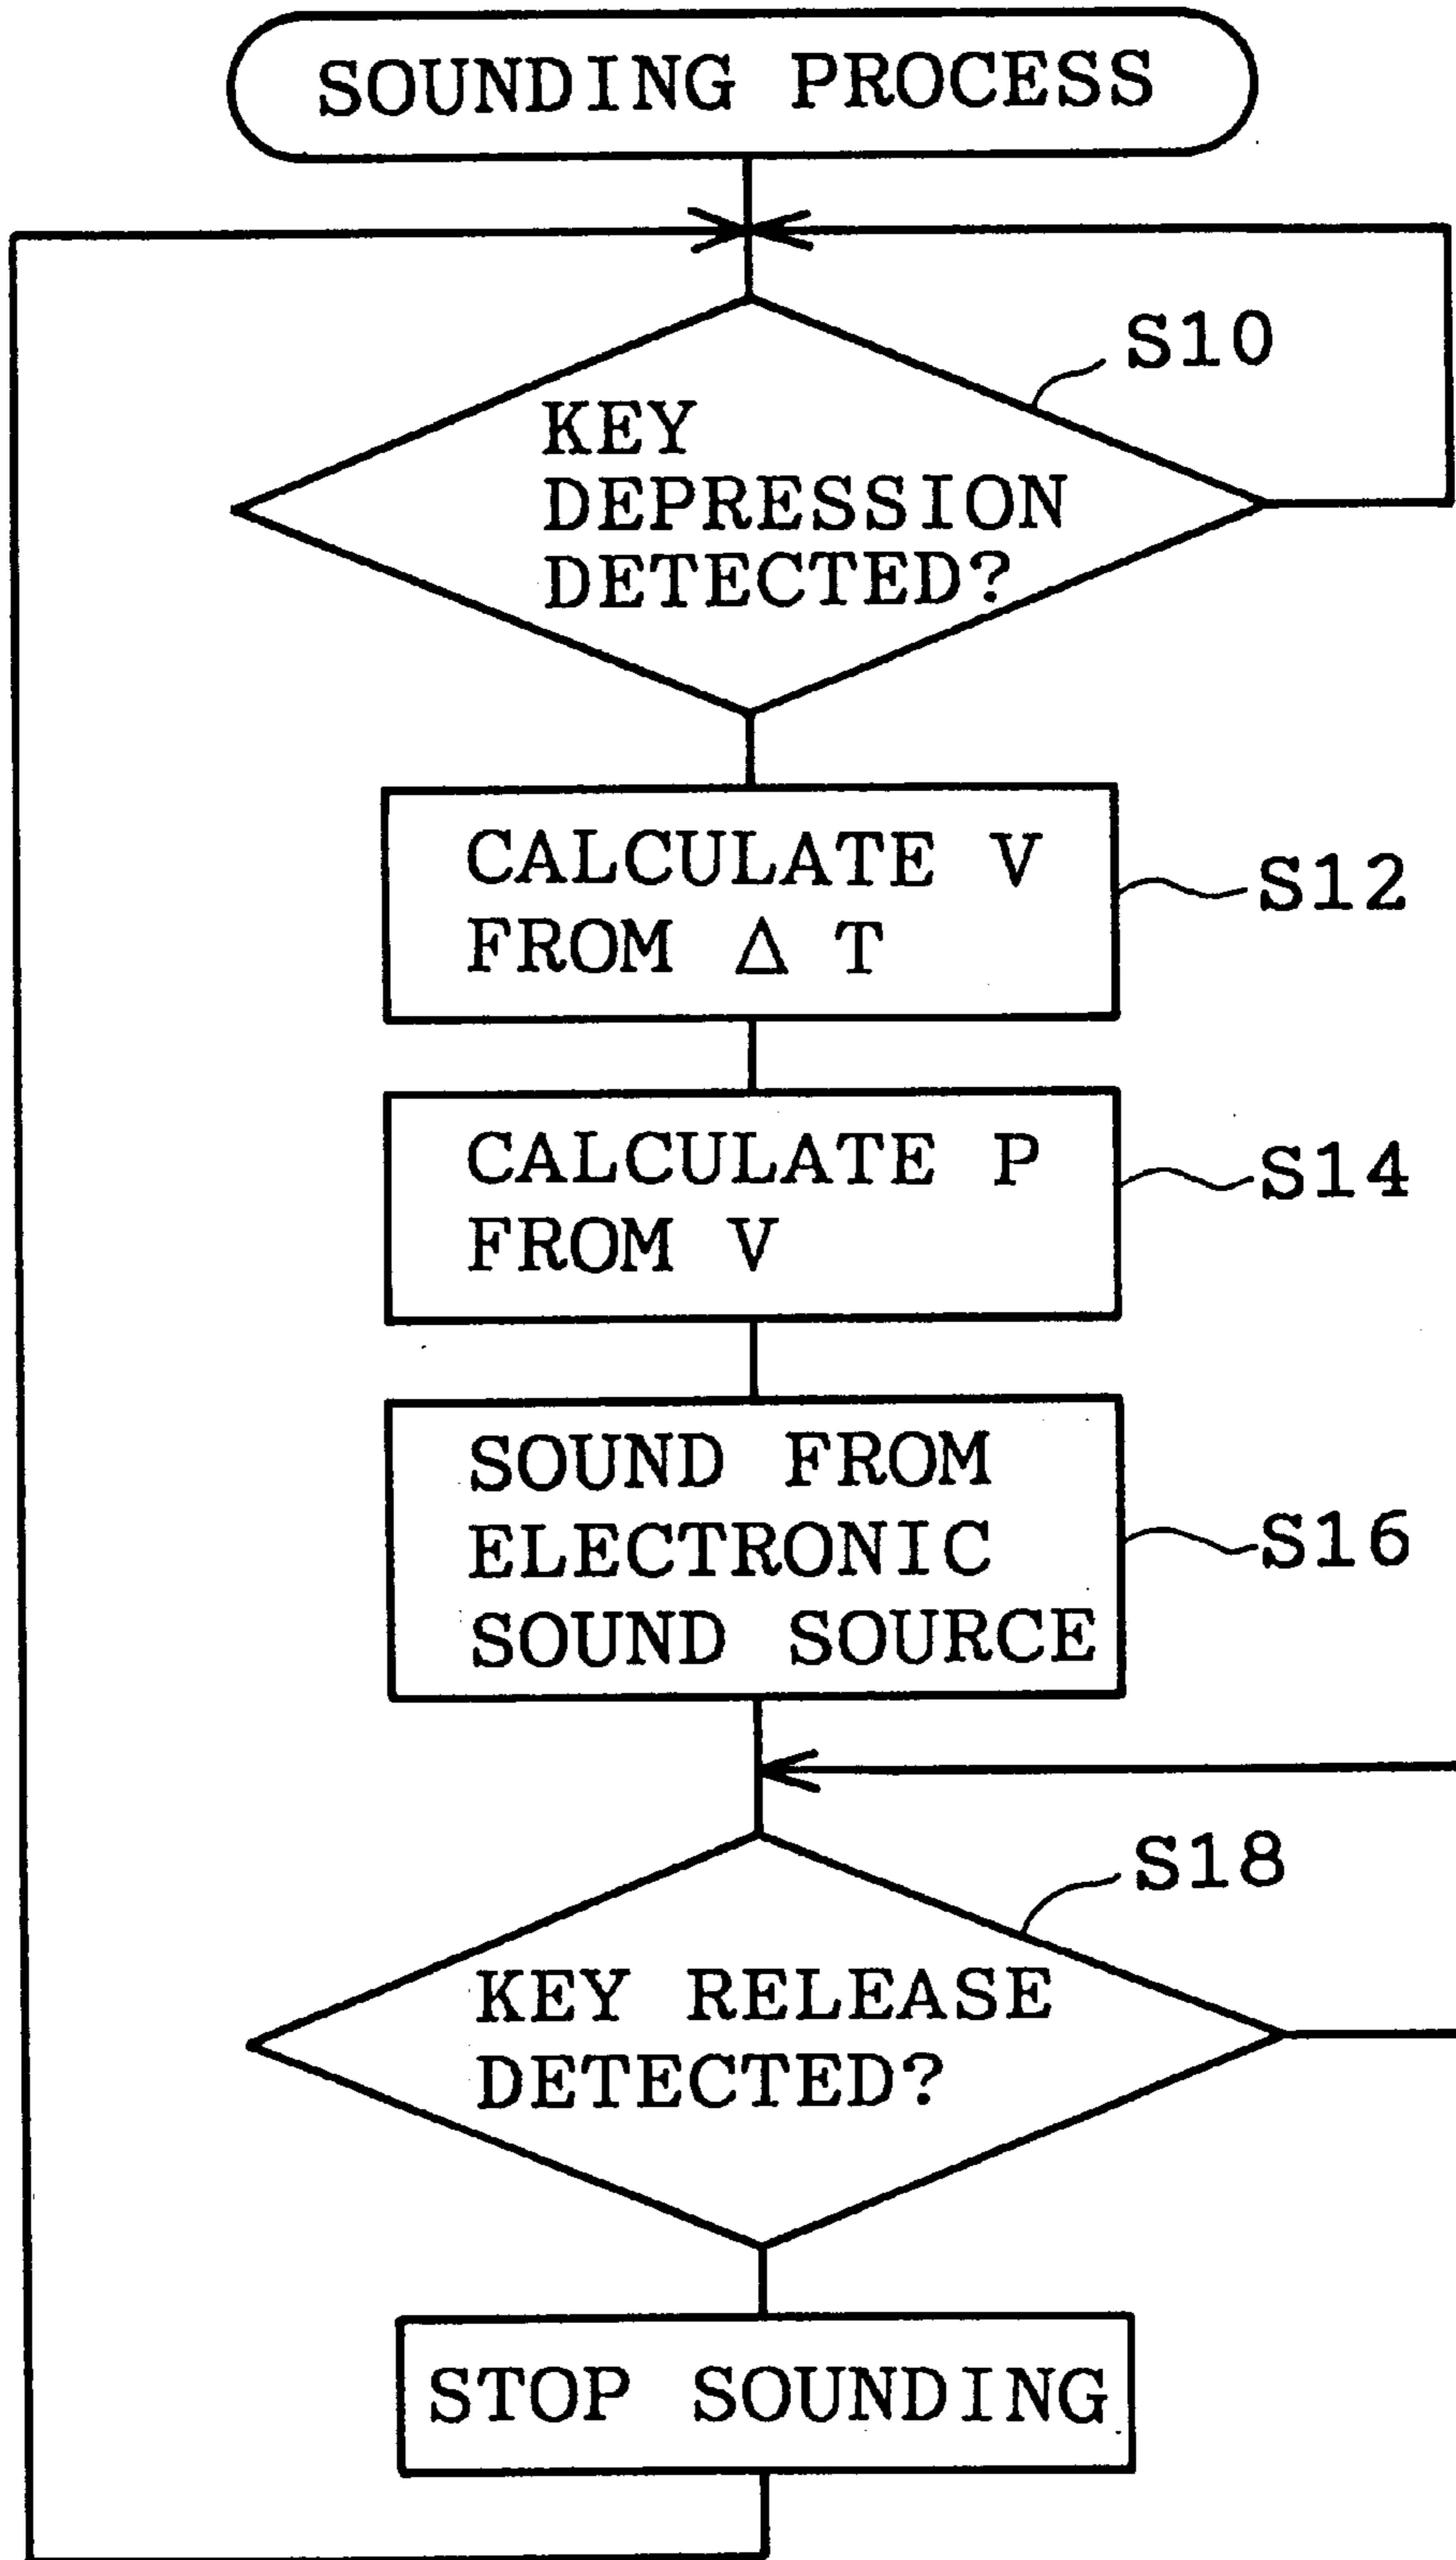 SOUNDING PROCESS
S10
KEY
DEPRESSION
DETECTED?
CALCULATE V
FROM Δ T
S12
CALCULATE P
FROM V
S14
SOUND FROM
ELECTRONIC
SOUND SOURCE
S16
S18
KEY RELEASE
DETECTED?
STOP SOUNDING